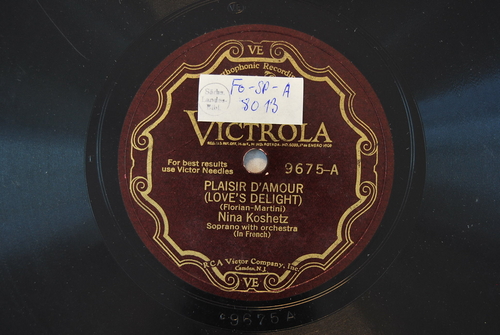 VE
Orthophonic Recording
FC-SP-A
8013
VICTROLA
For best results
use Victor Needles
9675-A
PLAISIR D'AMOUR
(LOVE'S DELIGHT)
(Florian-Martini)
Nina Koshetz
Soprano with orchestra
(In French)
RCA Victor Company, Inc.
Camden, N.J.
VE
9675A